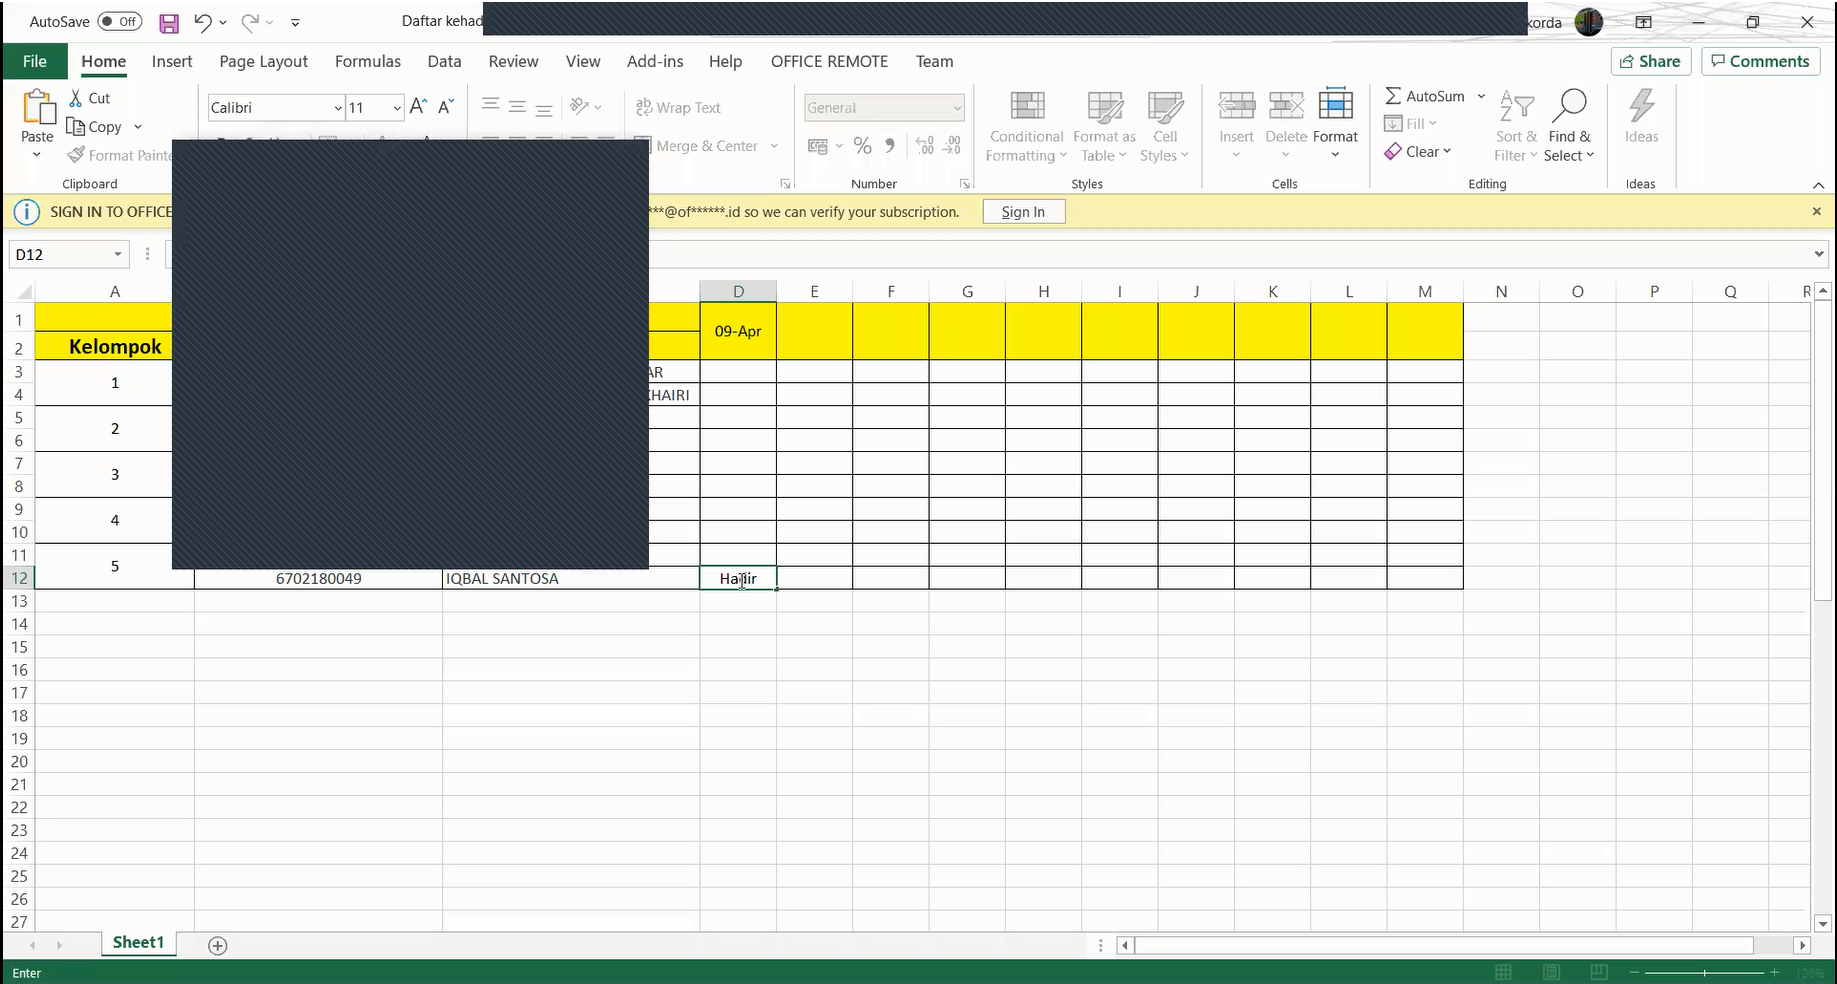 AutoSave Off Daftar kehad korda
File Home Insert Page Layout Formulas Data Review View Add-ins Help OFFICE REMOTE Team Share Comments
Paste Cut Copy Calibri 11 Wrap Text General Conditional Formatting Format as Table Cell Styles Insert Delete Format AutoSum Fill Clear Sort & Filter Find & Select Ideas
Merge & Center
Clipboard Number Styles Cells Editing Ideas
SIGN IN TO OFFICE ***@of******.id so we can verify your subscription. Sign In
D12
A D E F G H I J K L M N O P Q R
1 09-Apr
2 Kelompok
3 1 AR
4 KHAIRI
5 2
6
7 3
8
9 4
10
11 5
12 6702180049 IQBAL SANTOSA Hadir
13
14
15
16
17
18
19
20
21
22
23
24
25
26
27
Sheet1
Enter 100%